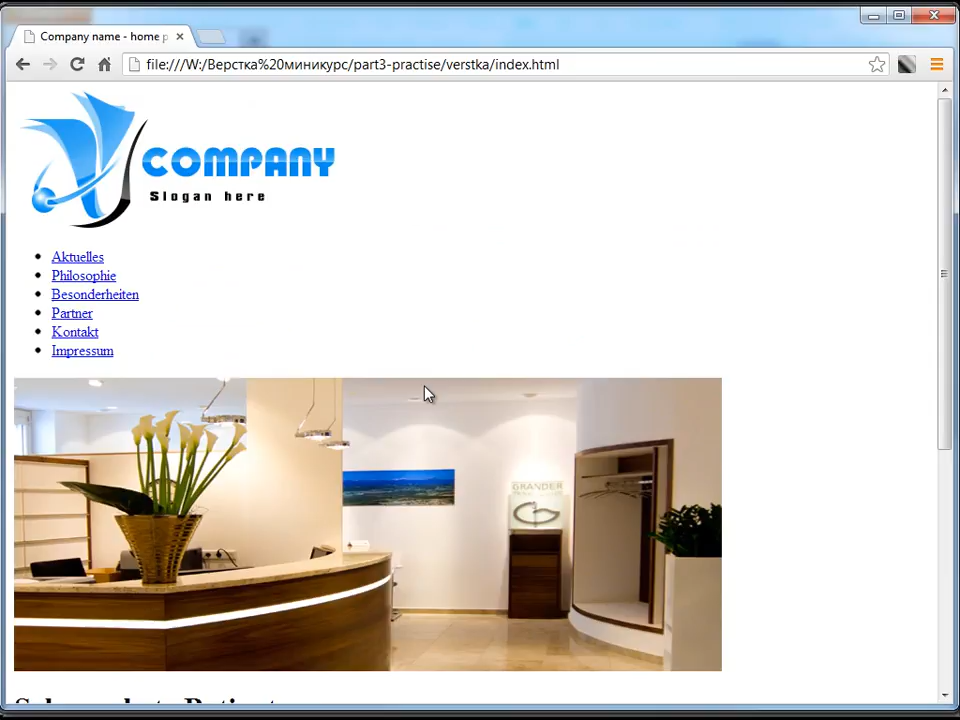 Company name - home p
file:///W:/Верстка%20миникурс/part3-practise/verstka/index.html
COMPANY
Slogan here
Aktuelles
Philosophie
Besonderheiten
Partner
Kontakt
Impressum
GRANDER